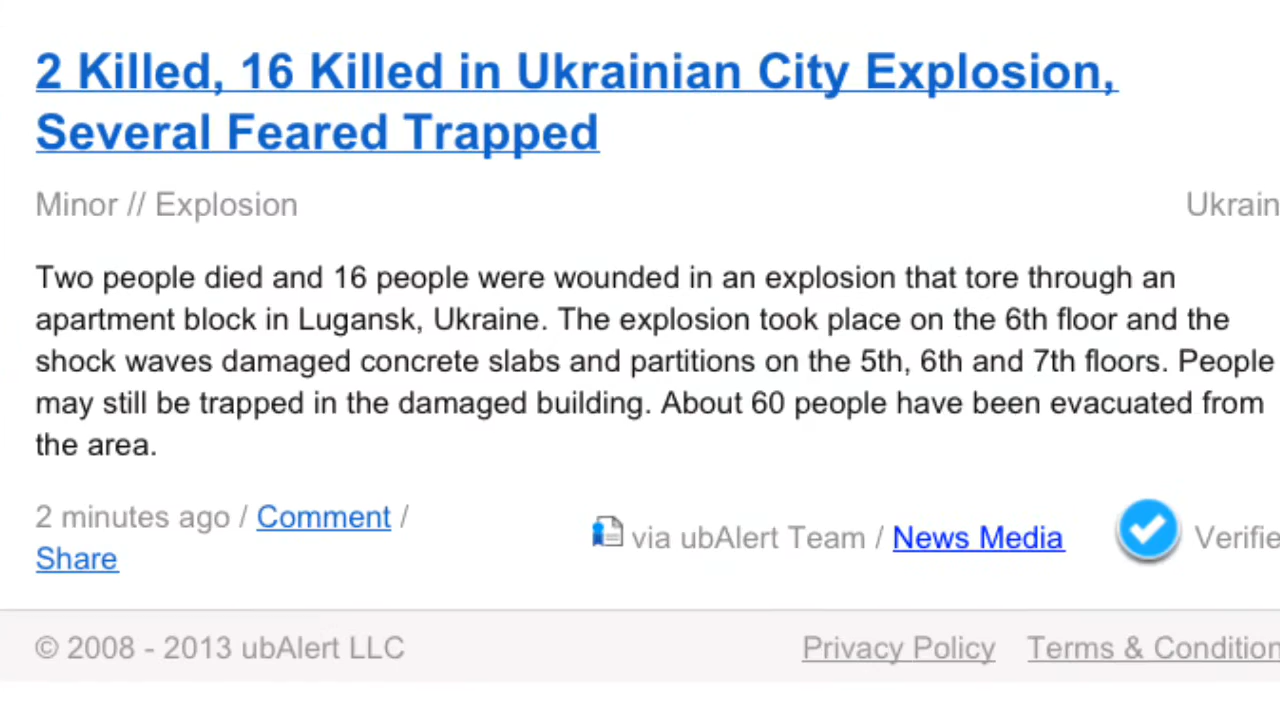 2 Killed, 16 Killed in Ukrainian City Explosion,
Several Feared Trapped
Minor // Explosion
Ukrain
Two people died and 16 people were wounded in an explosion that tore through an
apartment block in Lugansk, Ukraine. The explosion took place on the 6th floor and the
shock waves damaged concrete slabs and partitions on the 5th, 6th and 7th floors. People
may still be trapped in the damaged building. About 60 people have been evacuated from
the area.
2 minutes ago / Comment /
Share
via ubAlert Team / News Media
Verifie
© 2008 - 2013 ubAlert LLC
Privacy Policy
Terms & Condition